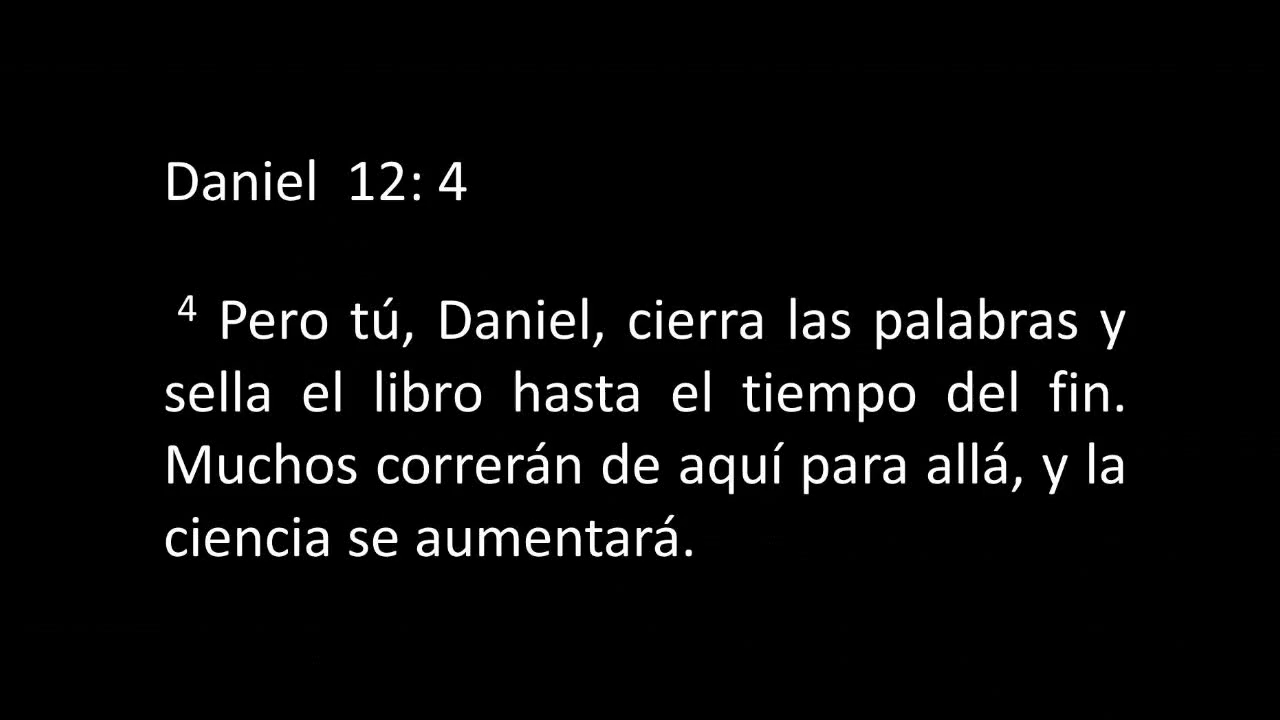 Daniel  12: 4
4 Pero tú, Daniel, cierra las palabras y
sella el libro hasta el tiempo del fin.
Muchos correrán de aquí para allá, y la
ciencia se aumentará.